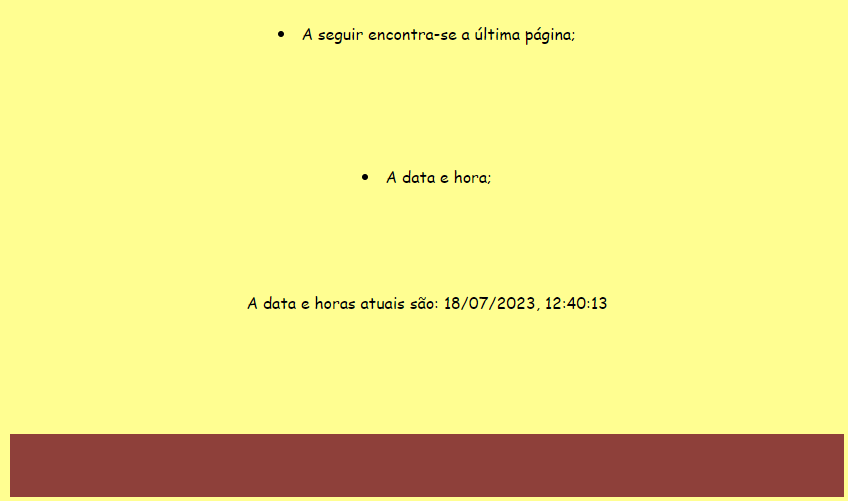 • A seguir encontra-se a última página;
• A data e hora;
A data e horas atuais são: 18/07/2023, 12:40:13